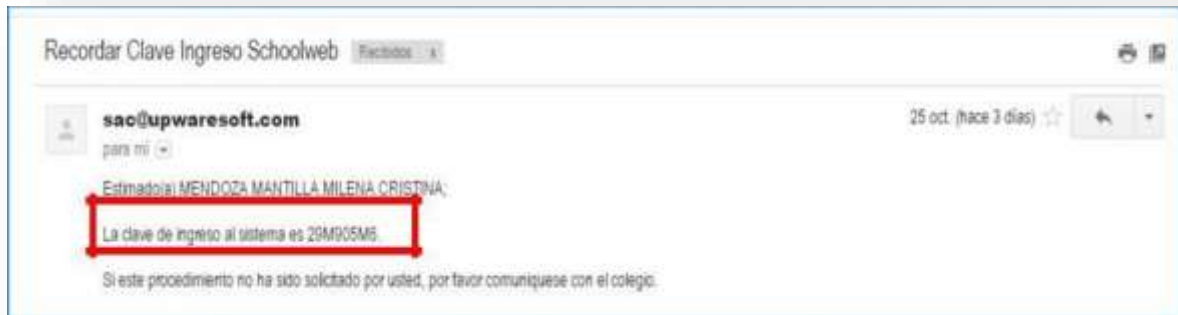 Recordar Clave Ingreso Schoolweb Recibidos x
sac@upwaresoft.com
25 oct. (hace 3 días)
para mí
Estimado(a) MENDOZA MANTILLA MILENA CRISTINA;
La clave de ingreso al sistema es 29M905M6.
Si este procedimiento no ha sido solicitado por usted, por favor comuniquese con el colegio.